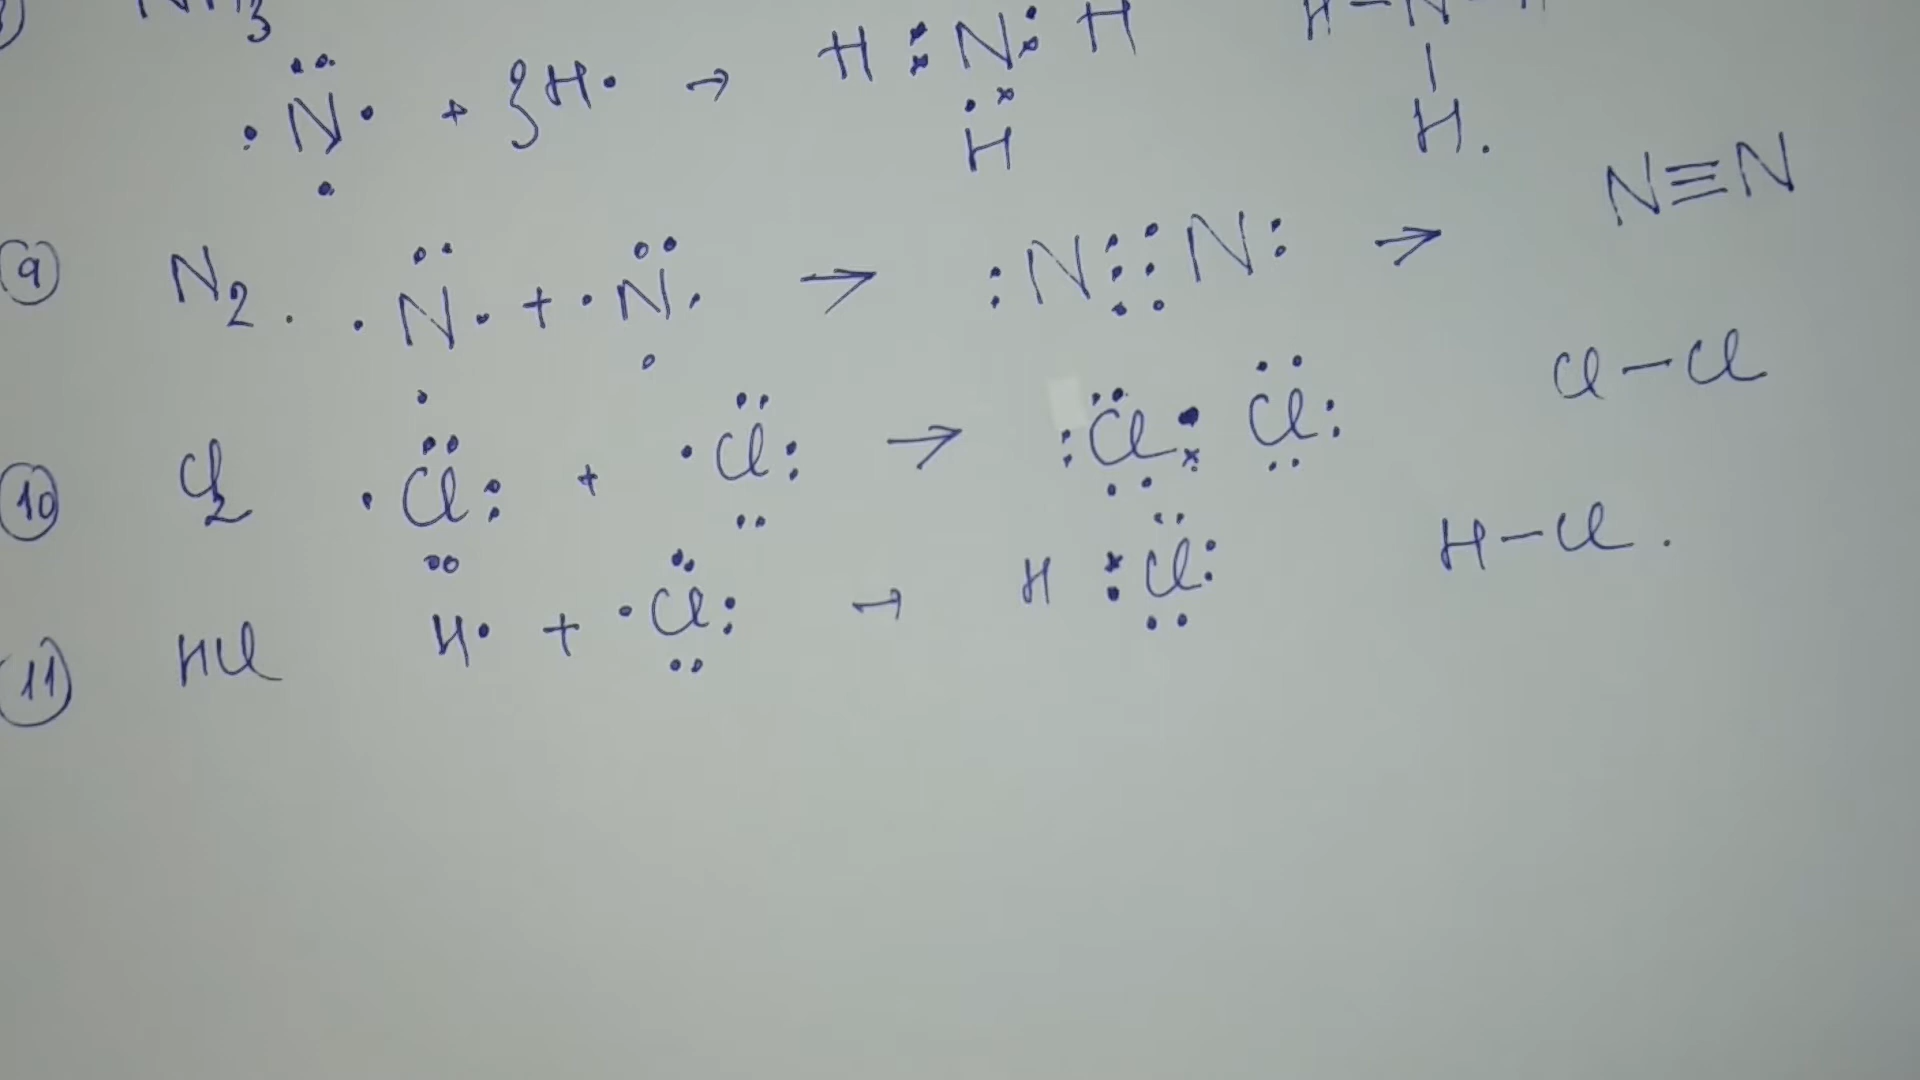 NH3
N + 3H → H N H H H-N-H H.
9 N2. N + N → N N → N≡N
10 Cl2 Cl + Cl → Cl Cl Cl-Cl
11 HCl H + Cl → H Cl H-Cl.